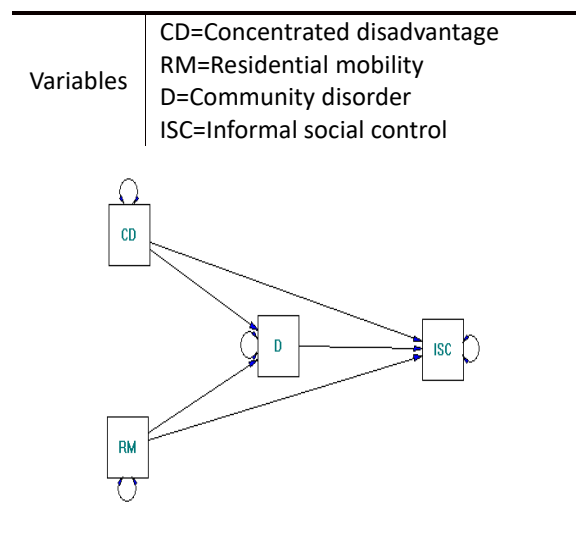 Variables
CD=Concentrated disadvantage
RM=Residential mobility
D=Community disorder
ISC=Informal social control
CD
D
ISC
RM